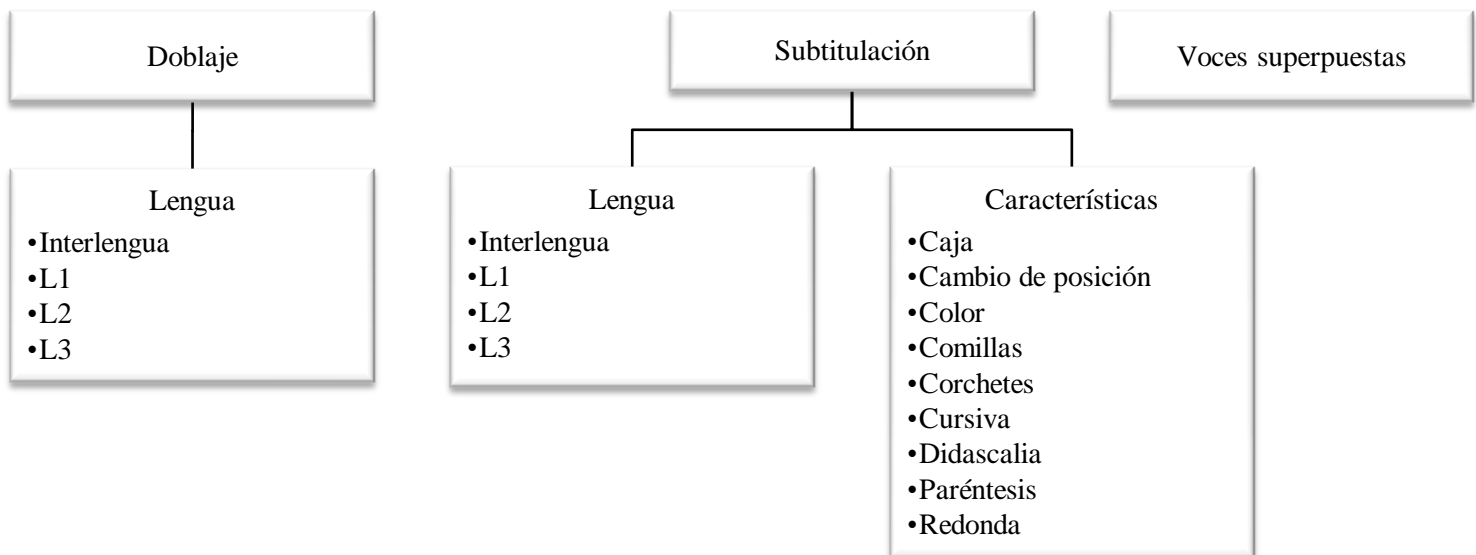 Doblaje
Subtitulación
Voces superpuestas
Lengua
•Interlengua
•L1
•L2
•L3
Lengua
•Interlengua
•L1
•L2
•L3
Características
•Caja
•Cambio de posición
•Color
•Comillas
•Corchetes
•Cursiva
•Didascalia
•Paréntesis
•Redonda